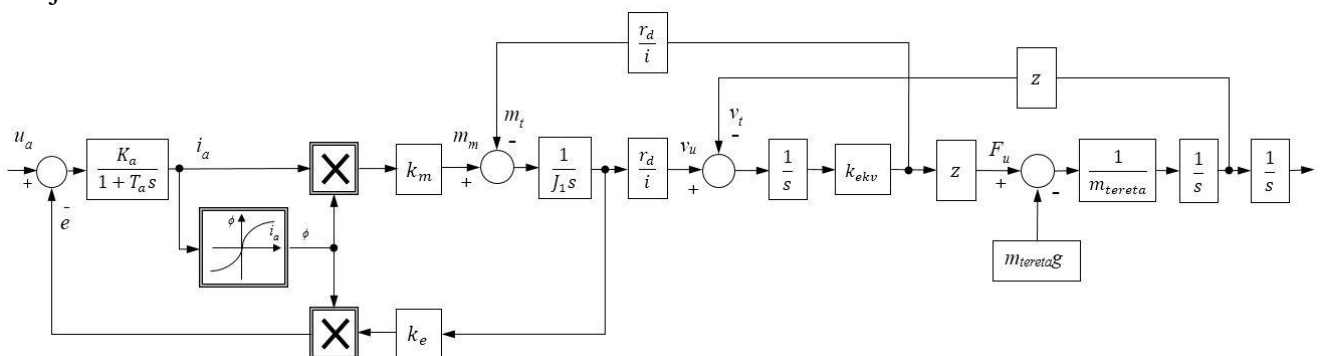 r_d
i
z
m_t
-
v_t
-
u_a
+
K_a
1 + T_a s
i_a
k_m
m_m
+
1
J_1 s
r_d
i
v_u
+
1
s
k_ekv
z
F_u
+
-
1
m_tereta
1
s
1
s
ϕ
i_a
ϕ
-
e
k_e
m_tereta g